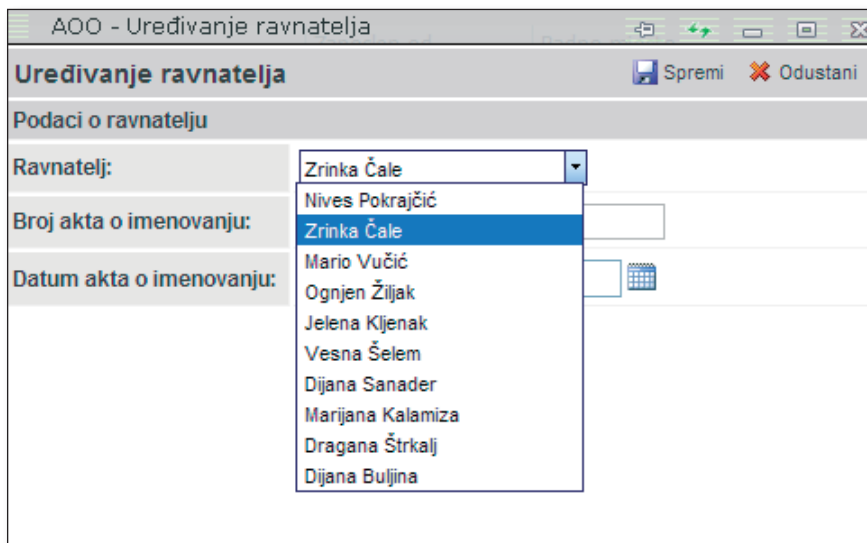 AOO - Uređivanje ravnatelja
Uređivanje ravnatelja Spremi Odustani
Podaci o ravnatelju
Ravnatelj: Zrinka Čale
Nives Pokrajčić
Broj akta o imenovanju:
Zrinka Čale
Mario Vučić
Datum akta o imenovanju:
Ognjen Žiljak
Jelena Kljenak
Vesna Šelem
Dijana Sanader
Marijana Kalamiza
Dragana Štrkalj
Dijana Buljina